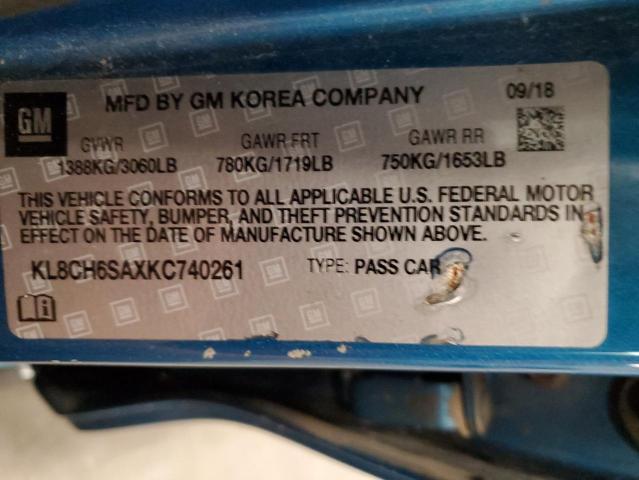 GM
MFD BY GM KOREA COMPANY
09/18
GVWR GAWR FRT GAWR RR
1388KG/3060LB 780KG/1719LB 750KG/1653LB
THIS VEHICLE CONFORMS TO ALL APPLICABLE U.S. FEDERAL MOTOR
VEHICLE SAFETY, BUMPER, AND THEFT PREVENTION STANDARDS IN
EFFECT ON THE DATE OF MANUFACTURE SHOWN ABOVE.
KL8CH6SAXKC740261 TYPE: PASS CAR